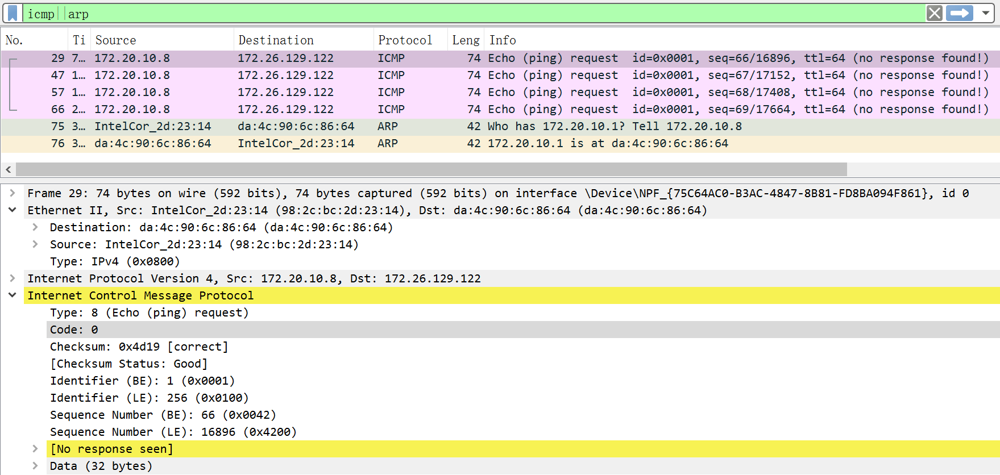 icmp||arp
No. Ti Source Destination Protocol Leng Info
29 7… 172.20.10.8 172.26.129.122 ICMP 74 Echo (ping) request id=0x0001, seq=66/16896, ttl=64 (no response found!)
47 1… 172.20.10.8 172.26.129.122 ICMP 74 Echo (ping) request id=0x0001, seq=67/17152, ttl=64 (no response found!)
57 1… 172.20.10.8 172.26.129.122 ICMP 74 Echo (ping) request id=0x0001, seq=68/17408, ttl=64 (no response found!)
66 2… 172.20.10.8 172.26.129.122 ICMP 74 Echo (ping) request id=0x0001, seq=69/17664, ttl=64 (no response found!)
75 3… IntelCor_2d:23:14 da:4c:90:6c:86:64 ARP 42 Who has 172.20.10.1? Tell 172.20.10.8
76 3… da:4c:90:6c:86:64 IntelCor_2d:23:14 ARP 42 172.20.10.1 is at da:4c:90:6c:86:64
Frame 29: 74 bytes on wire (592 bits), 74 bytes captured (592 bits) on interface \Device\NPF_{75C64AC0-B3AC-4847-8B81-FD8BA094F861}, id 0
Ethernet II, Src: IntelCor_2d:23:14 (98:2c:bc:2d:23:14), Dst: da:4c:90:6c:86:64 (da:4c:90:6c:86:64)
Destination: da:4c:90:6c:86:64 (da:4c:90:6c:86:64)
Source: IntelCor_2d:23:14 (98:2c:bc:2d:23:14)
Type: IPv4 (0x0800)
Internet Protocol Version 4, Src: 172.20.10.8, Dst: 172.26.129.122
Internet Control Message Protocol
Type: 8 (Echo (ping) request)
Code: 0
Checksum: 0x4d19 [correct]
[Checksum Status: Good]
Identifier (BE): 1 (0x0001)
Identifier (LE): 256 (0x0100)
Sequence Number (BE): 66 (0x0042)
Sequence Number (LE): 16896 (0x4200)
[No response seen]
Data (32 bytes)